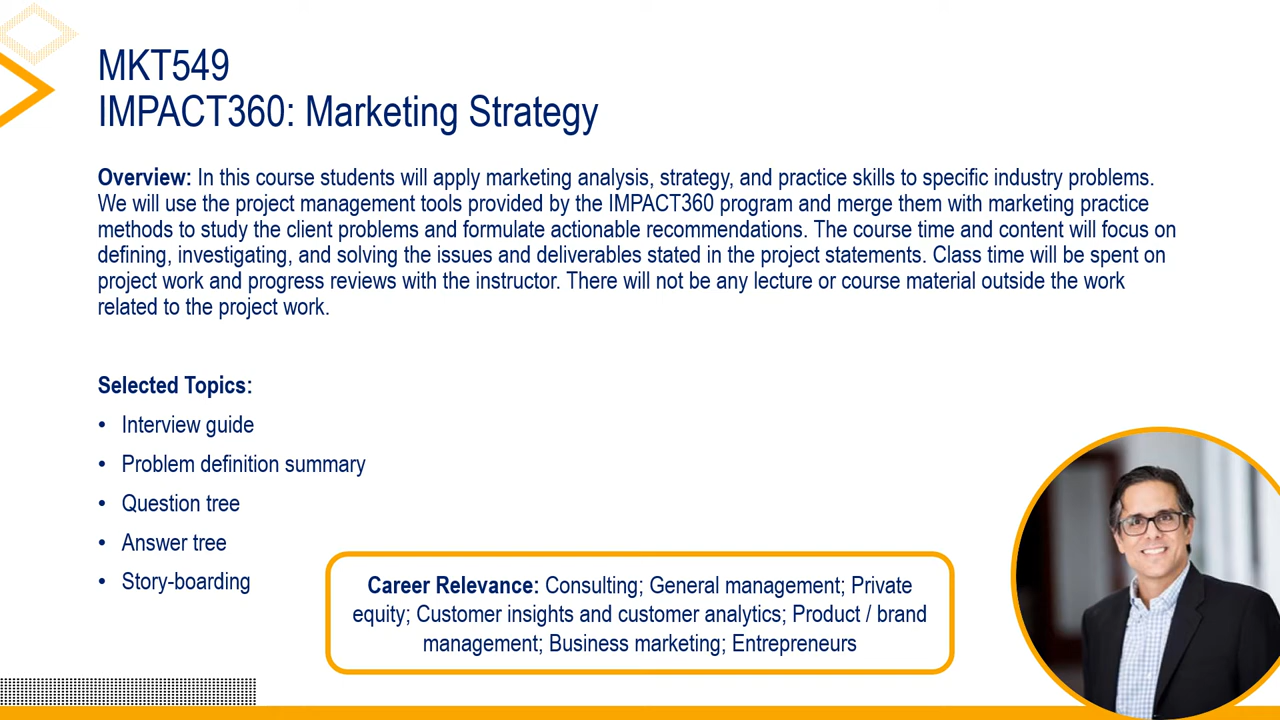 MKT549
IMPACT360: Marketing Strategy
Overview: In this course students will apply marketing analysis, strategy, and practice skills to specific industry problems.
We will use the project management tools provided by the IMPACT360 program and merge them with marketing practice
methods to study the client problems and formulate actionable recommendations. The course time and content will focus on
defining, investigating, and solving the issues and deliverables stated in the project statements. Class time will be spent on
project work and progress reviews with the instructor. There will not be any lecture or course material outside the work
related to the project work.
Selected Topics:
• Interview guide
• Problem definition summary
• Question tree
• Answer tree
• Story-boarding
Career Relevance: Consulting; General management; Private
equity; Customer insights and customer analytics; Product / brand
management; Business marketing; Entrepreneurs